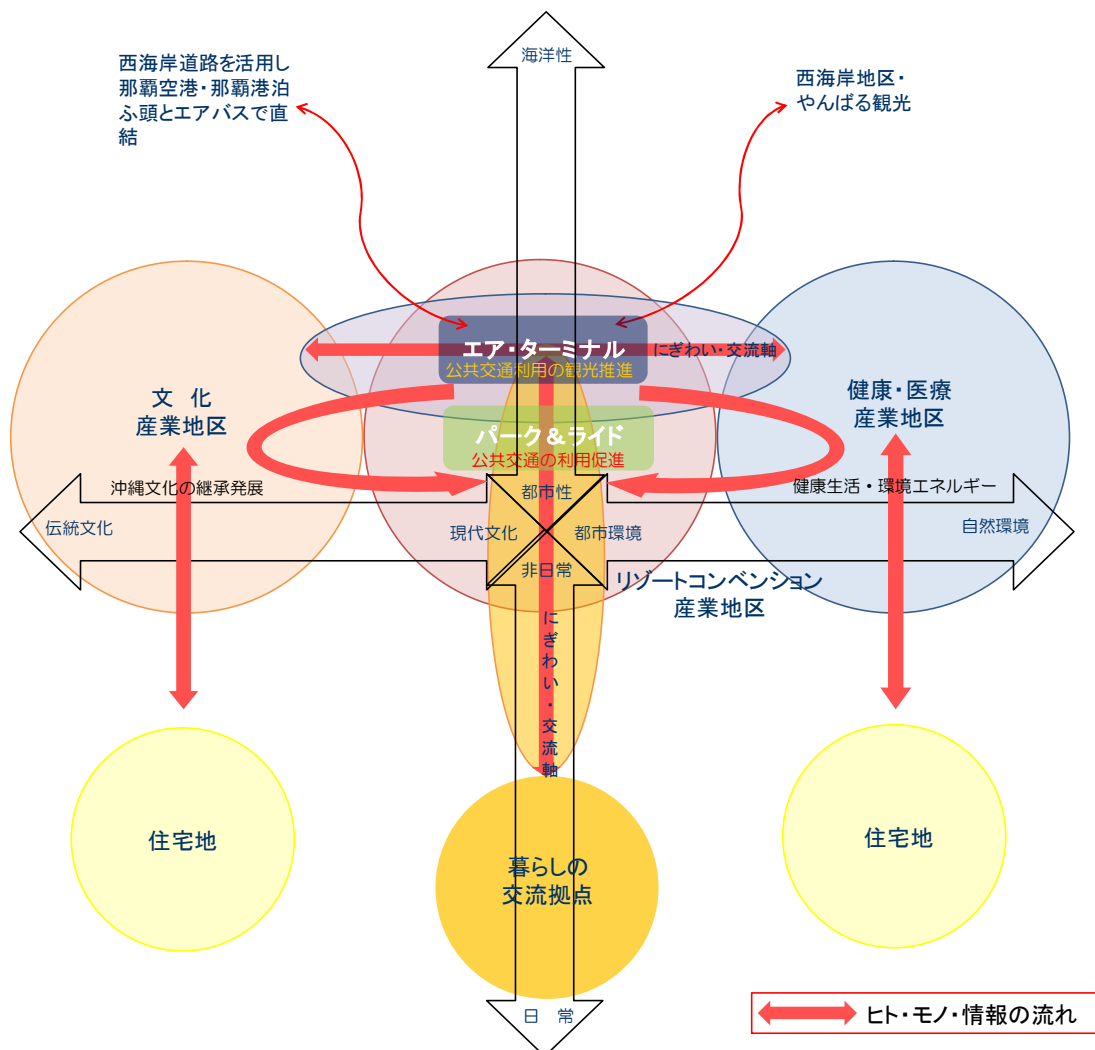 海洋性
西海岸道路を活用し
那覇空港・那覇港泊
ふ頭とエアバスで直
結
西海岸地区・
やんばる観光
エア・ターミナル
公共交通利用の観光推進
にぎわい・交流軸
文 化
産業地区
パーク&ライド
公共交通の利用促進
健康・医療
産業地区
沖縄文化の継承発展
都市性
健康生活・環境エネルギー
伝統文化
現代文化
都市環境
自然環境
非日常
リゾートコンベンション
産業地区
にぎわい・交流軸
住宅地
暮らしの
交流拠点
住宅地
日 常
ヒト・モノ・情報の流れ